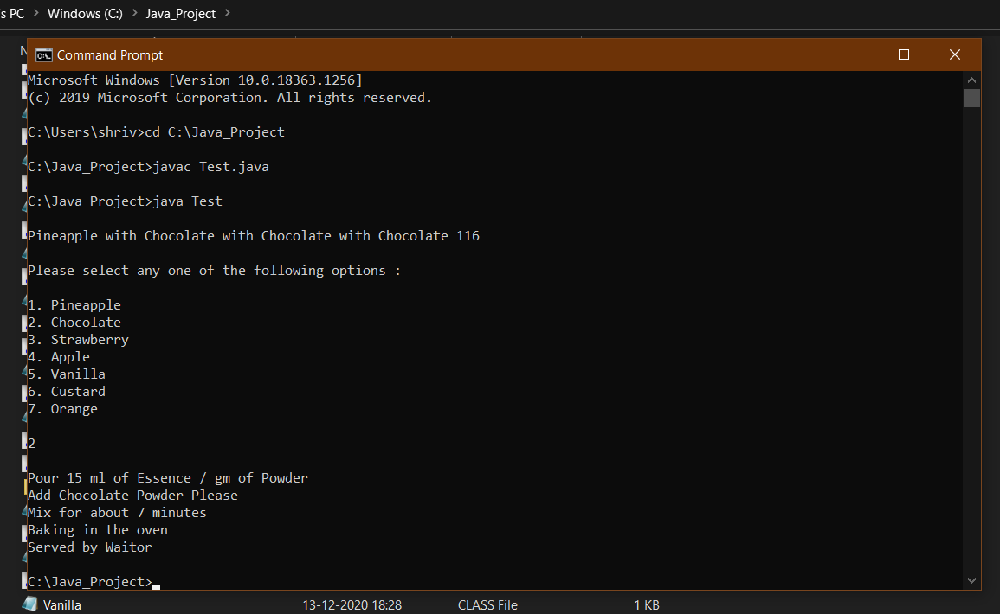 's PC > Windows (C:) > Java_Project >
Command Prompt
Microsoft Windows [Version 10.0.18363.1256]
(c) 2019 Microsoft Corporation. All rights reserved.
C:\Users\shriv>cd C:\Java_Project
C:\Java_Project>javac Test.java
C:\Java_Project>java Test
Pineapple with Chocolate with Chocolate with Chocolate 116
Please select any one of the following options :
1. Pineapple
2. Chocolate
3. Strawberry
4. Apple
5. Vanilla
6. Custard
7. Orange
2
Pour 15 ml of Essence / gm of Powder
Add Chocolate Powder Please
Mix for about 7 minutes
Baking in the oven
Served by Waitor
C:\Java_Project>
Vanilla 13-12-2020 18:28 CLASS File 1 KB